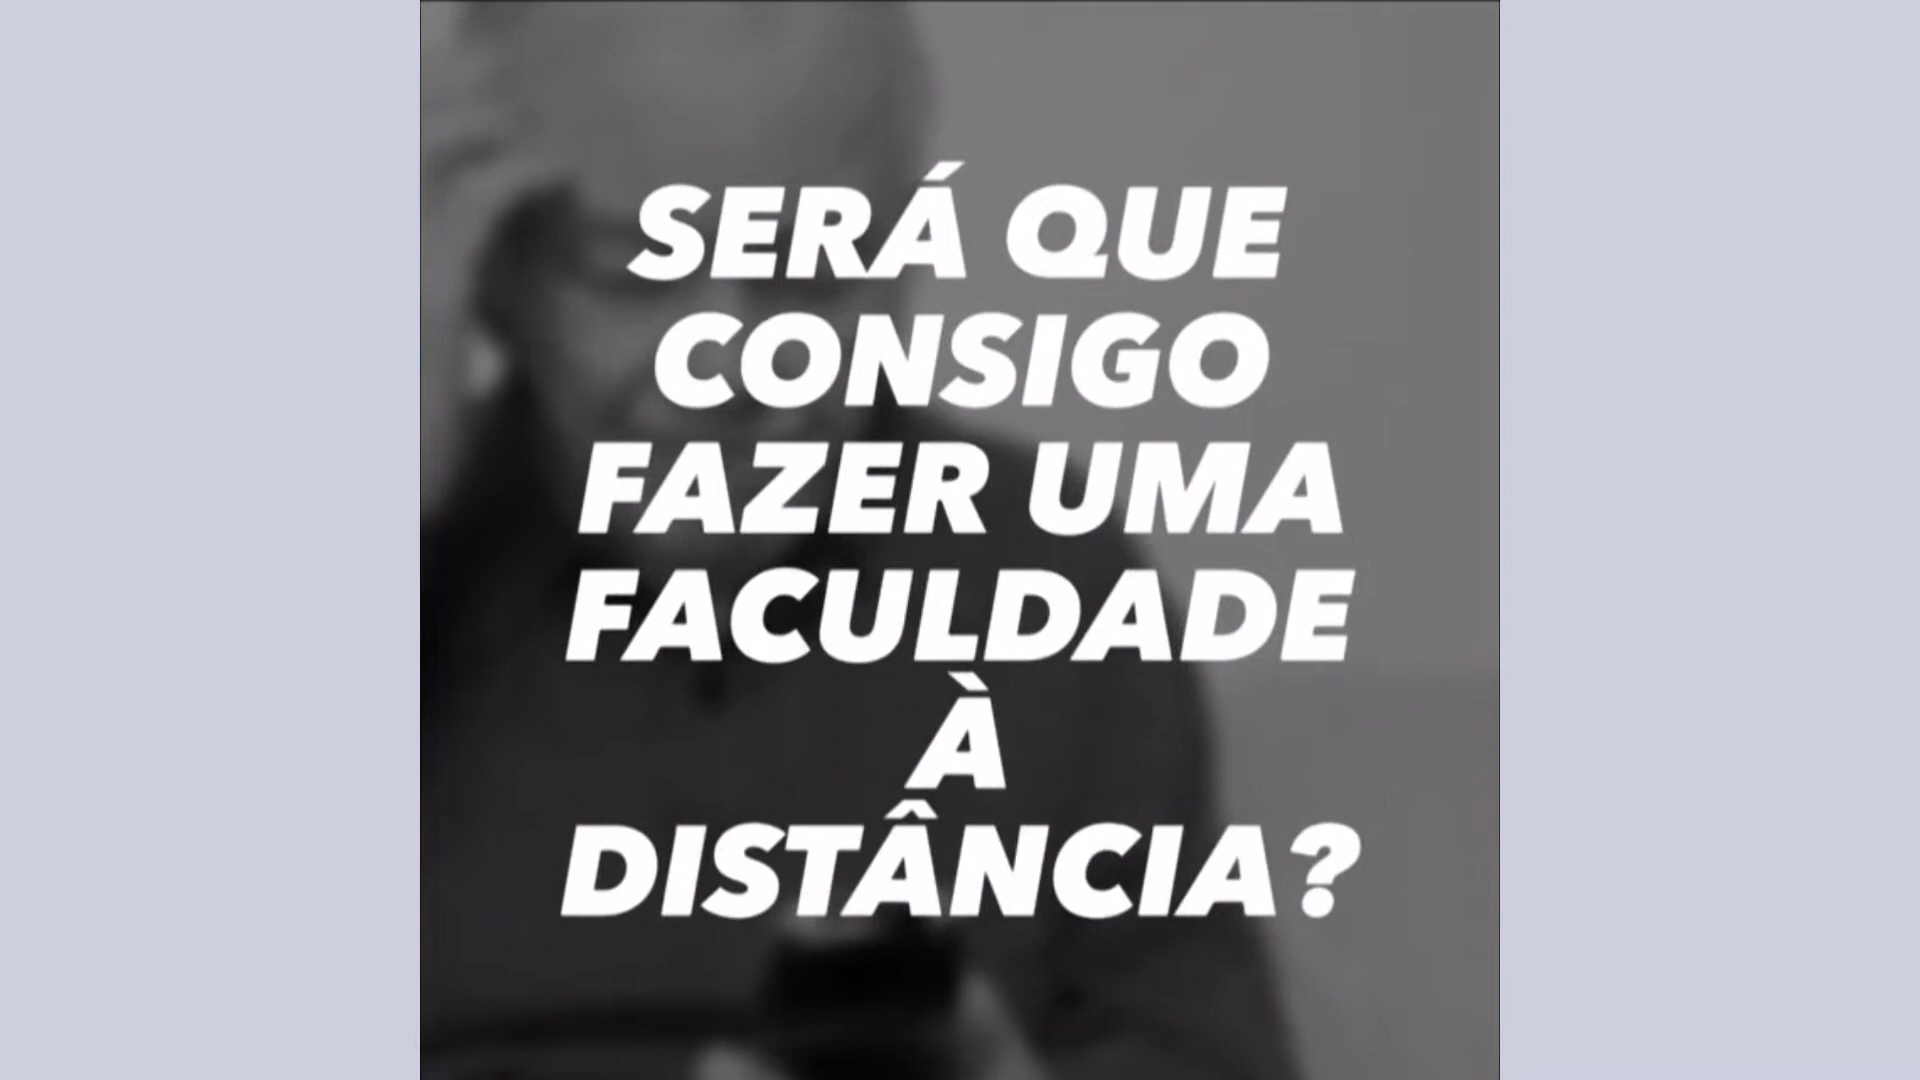 SERÁ QUE
CONSIGO
FAZER UMA
FACULDADE
À
DISTÂNCIA?